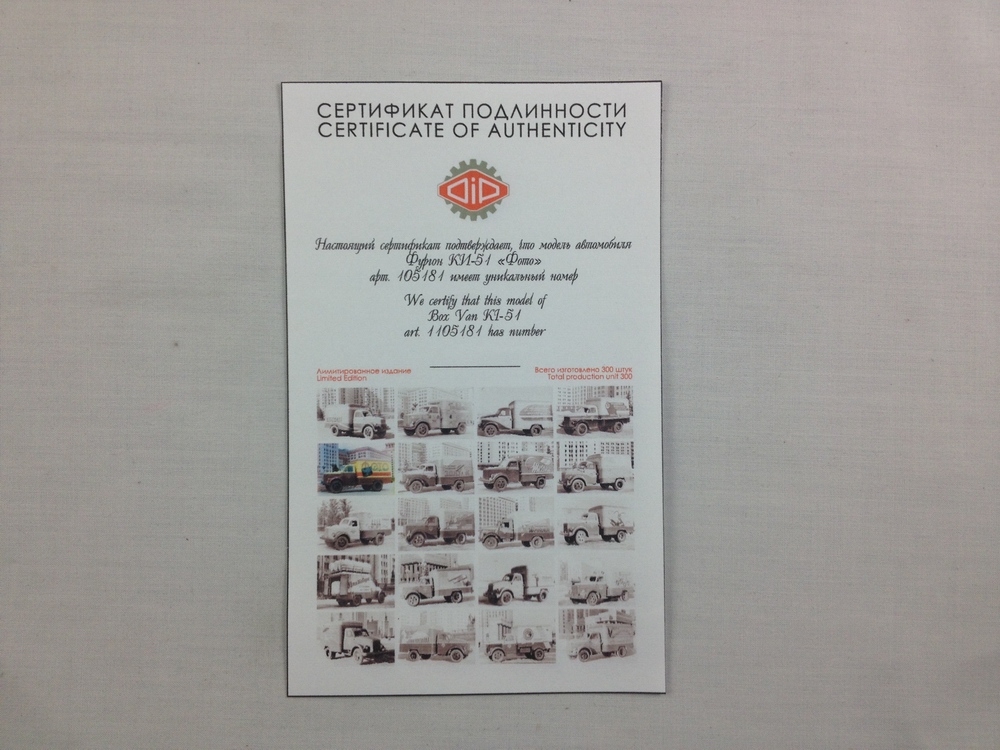 СЕРТИФИКАТ ПОДЛИННОСТИ
CERTIFICATE OF AUTHENTICITY
DiP
Настоящий сертификат подтверждает, что модель автомобиля
Фургон КИ-51 «Фото»
арт. 105181 имеет уникальный номер
We certify that this model of
Box Van KI-51
art. 1105181 has number
Лимитированное издание
Limited Edition
Всего изготовлено 300 штук
Total production unit 300